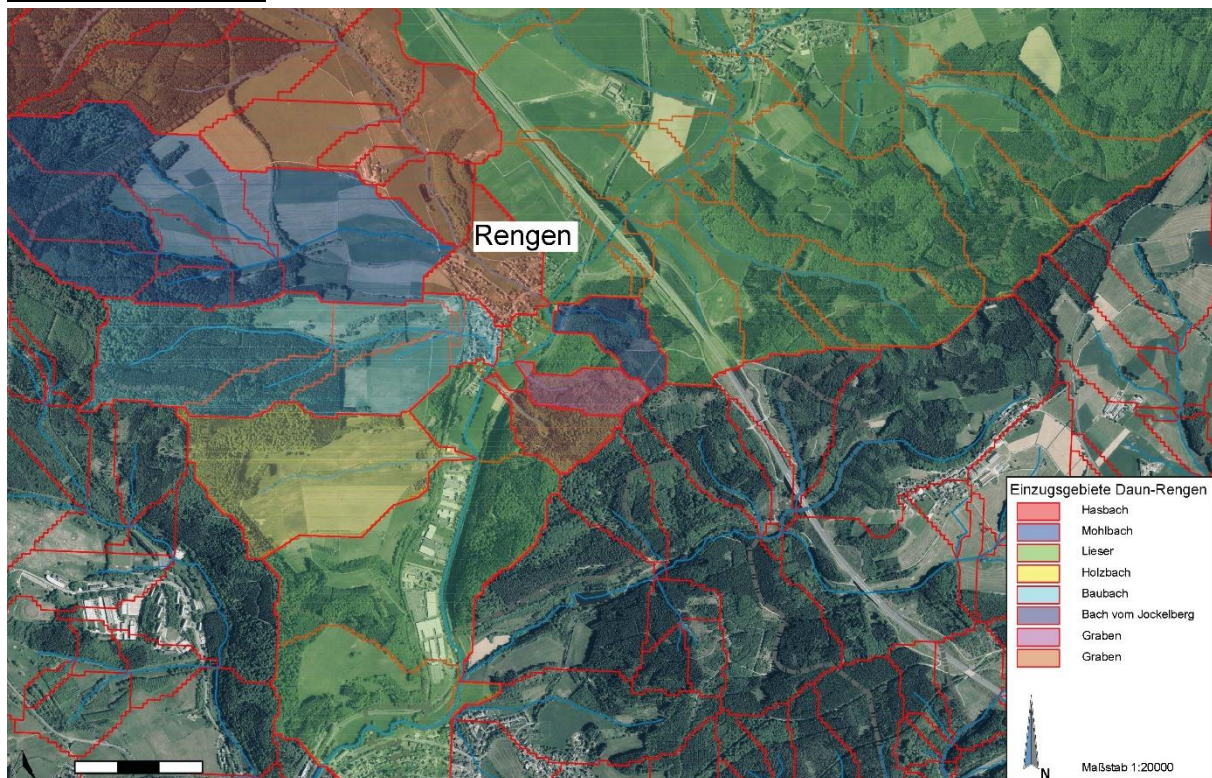 Rengen
Einzugsgebiete Daun-Rengen
Hasbach
Mohlbach
Lieser
Holzbach
Baubach
Bach vom Jockelberg
Graben
Graben
N
Maßstab 1:20000